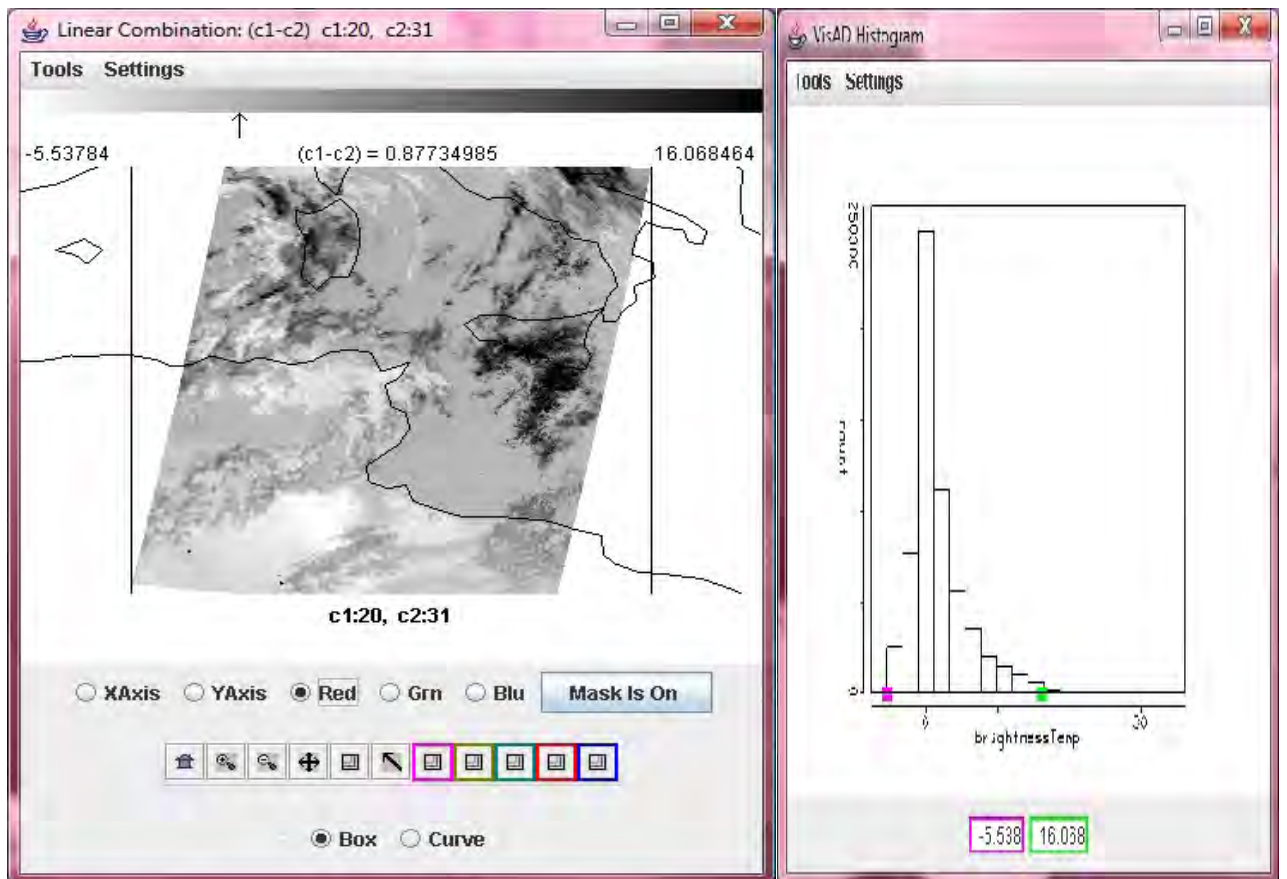 Linear Combination: (c1-c2) c1:20, c2:31
Tools Settings
-5.53784 (c1-c2) = 0.87734985 16.068464
c1:20, c2:31
XAxis YAxis Red Grn Blu Mask Is On
Box Curve
VisAD Histogram
Tools Settings
count
0
0
brightnessTemp
-5.538 16.038